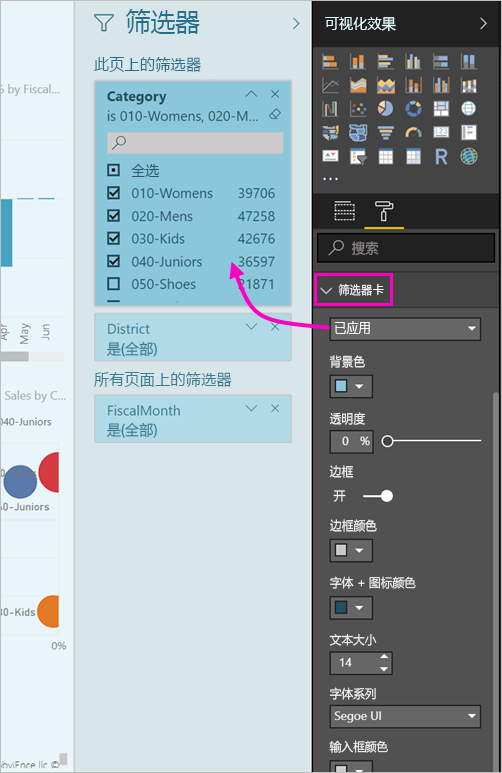 筛选器
可视化效果
此页上的筛选器
by Fiscal...
Category
is 010-Womens, 020-M...
全选
010-Womens 39706
020-Mens 47258
030-Kids 42676
040-Juniors 36597
050-Shoes 21871
R
搜索
筛选器卡
District
是(全部)
已应用
Apr
May
Jun
所有页面上的筛选器
FiscalMonth
是(全部)
背景色
透明度
0 %
Sales by C...
040-Juniors
-Juniors
边框
开
边框颜色
字体 + 图标颜色
0-Kids
0%
文本大小
14
字体系列
Segoe UI
输入框颜色
obviEnce llc ©